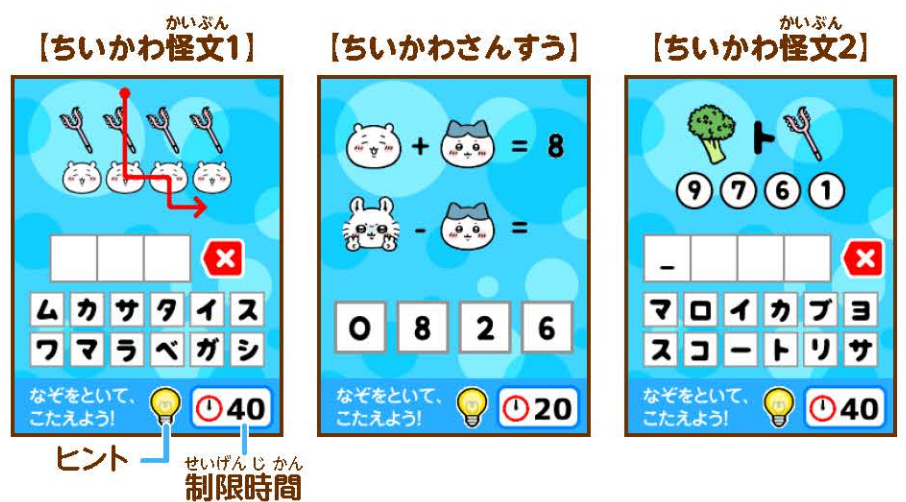 【ちいかわ怪文1】
かいぶん
【ちいかわさんすう】
【ちいかわ怪文2】
かいぶん
ムカサタイス
ワマラベガシ
なぞをといて、
こたえよう!
40
+ = 8
- =
0 8 2 6
なぞをといて、
こたえよう!
20
ト
9 7 6 1
_
マロイカブヨ
スコートリサ
なぞをといて、
こたえよう!
40
ヒント
せいげんじかん
制限時間